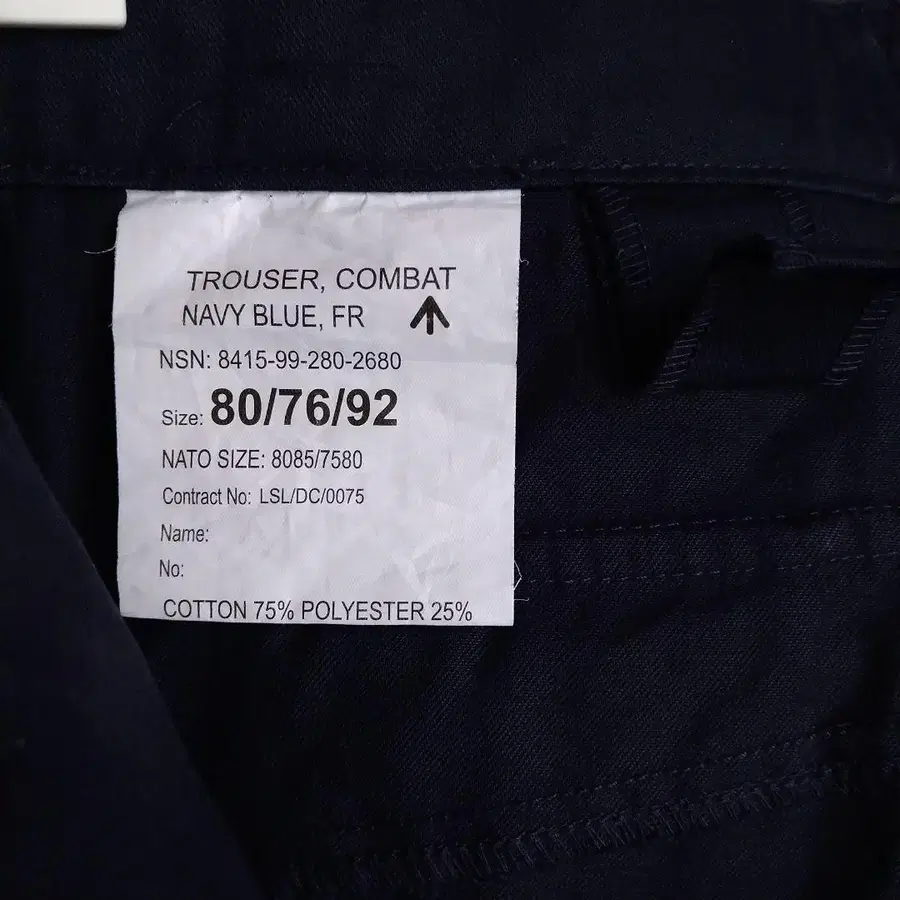 TROUSER, COMBAT
NAVY BLUE, FR
NSN: 8415-99-280-2680
Size: 80/76/92
NATO SIZE: 8085/7580
Contract No: LSL/DC/0075
Name:
No:
COTTON 75% POLYESTER 25%